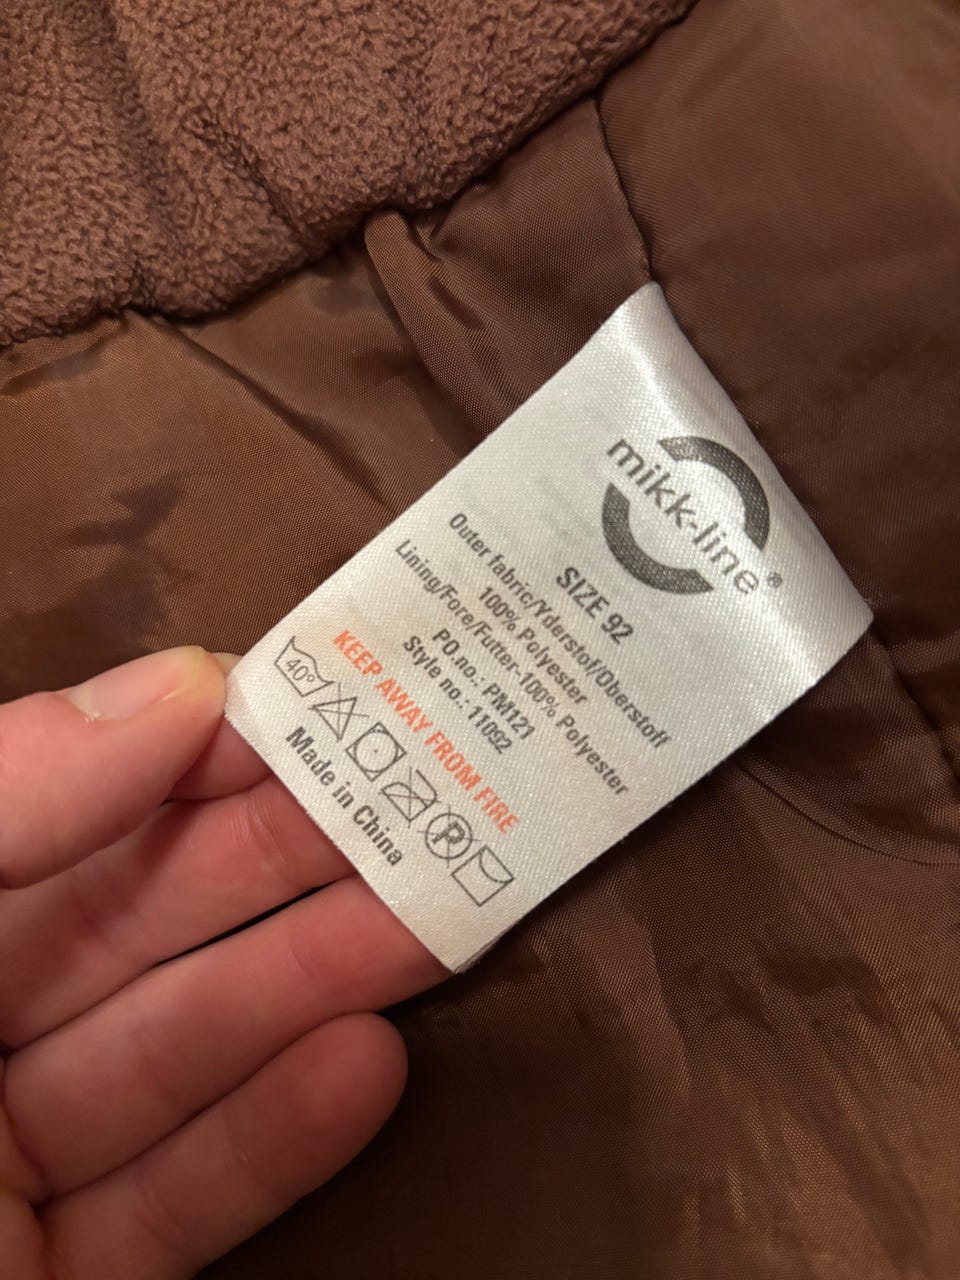 mikk-line®
SIZE 92
Outer fabric/Yderstof/Oberstoff
100% Polyester
Lining/Fore/Futter-100% Polyester
PO.no.: PM121
Style no.: 11092
KEEP AWAY FROM FIRE
40°
P
Made in China